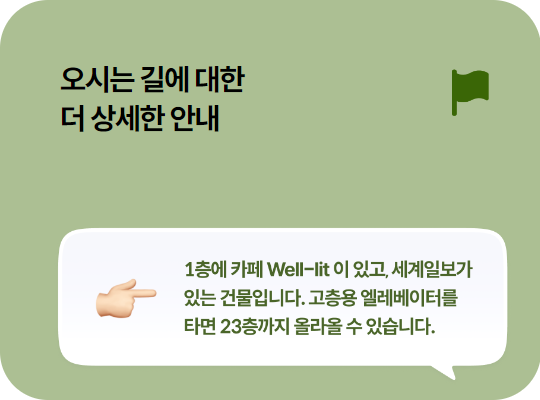 오시는 길에 대한
더 상세한 안내
1층에 카페 Well-lit 이 있고, 세계일보가
있는 건물입니다. 고층용 엘레베이터를
타면 23층까지 올라올 수 있습니다.